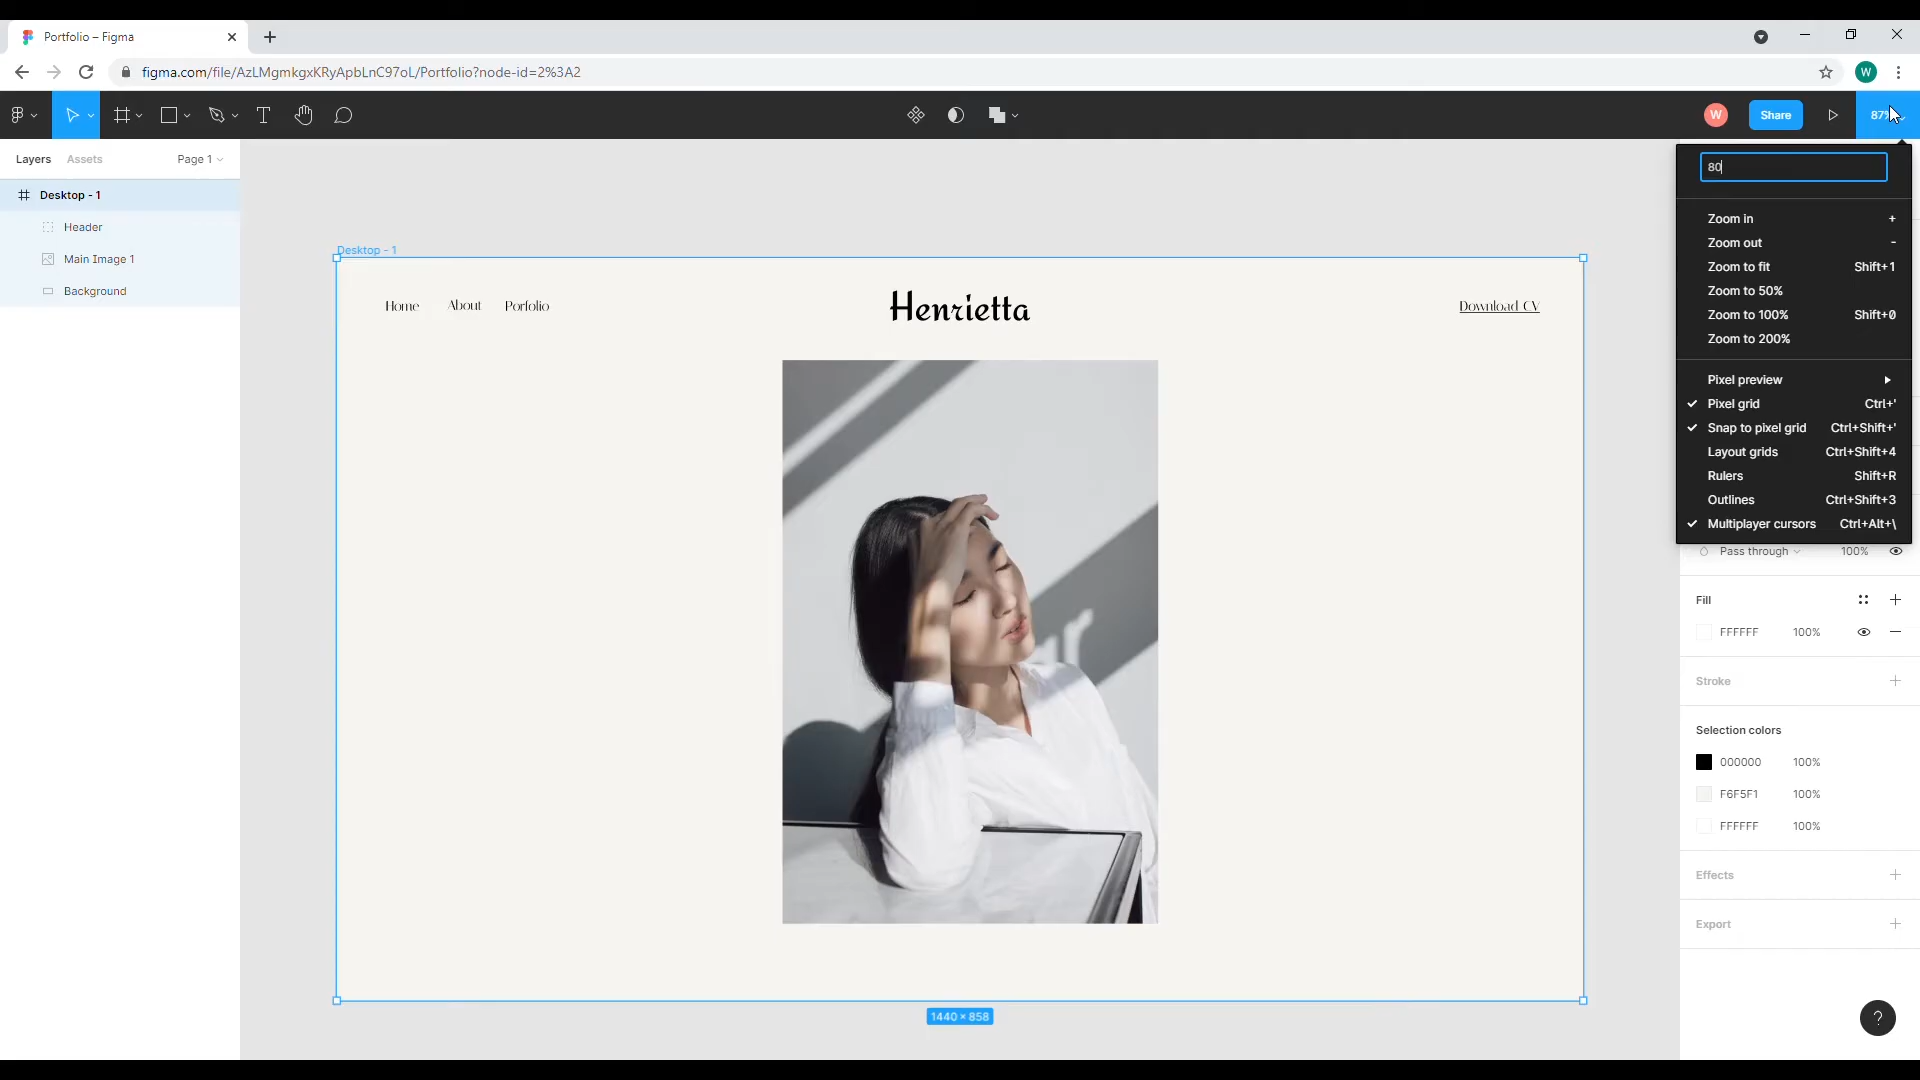 Portfolio – Figma
figma.com/file/AzLMgmkgxKRyApbLnC97oL/Portfolio?node-id=2%3A2
W
T
W
Share
87%
Layers
Assets
Page 1
Desktop - 1
Header
Main Image 1
Background
Desktop - 1
Home
About
Porfolio
Henrietta
Download CV
1440 × 858
80
Zoom in +
Zoom out -
Zoom to fit Shift+1
Zoom to 50%
Zoom to 100% Shift+0
Zoom to 200%
Pixel preview
Pixel grid Ctrl+'
Snap to pixel grid Ctrl+Shift+'
Layout grids Ctrl+Shift+4
Rulers Shift+R
Outlines Ctrl+Shift+3
Multiplayer cursors Ctrl+Alt+\
Pass through 100%
Fill
FFFFFF 100%
Stroke
Selection colors
000000 100%
F6F5F1 100%
FFFFFF 100%
Effects
Export
?